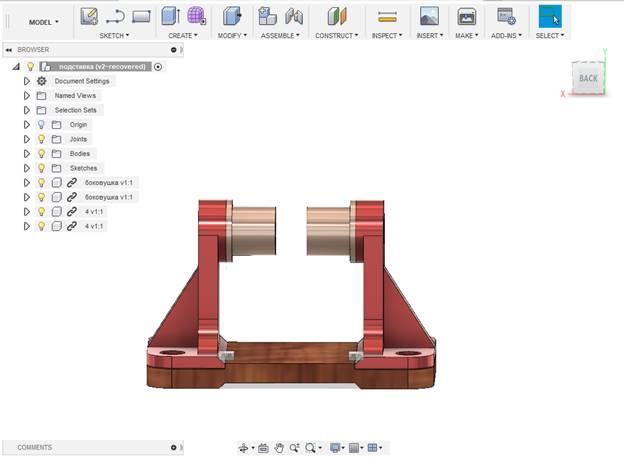 MODEL
SKETCH
CREATE
MODIFY
ASSEMBLE
CONSTRUCT
INSPECT
INSERT
MAKE
ADD-INS
SELECT
BROWSER
подставка (v2~recovered)
Document Settings
Named Views
Selection Sets
Origin
Joints
Bodies
Sketches
боковушка v1:1
боковушка v1:1
4 v1:1
4 v1:1
Y
BACK
X
COMMENTS